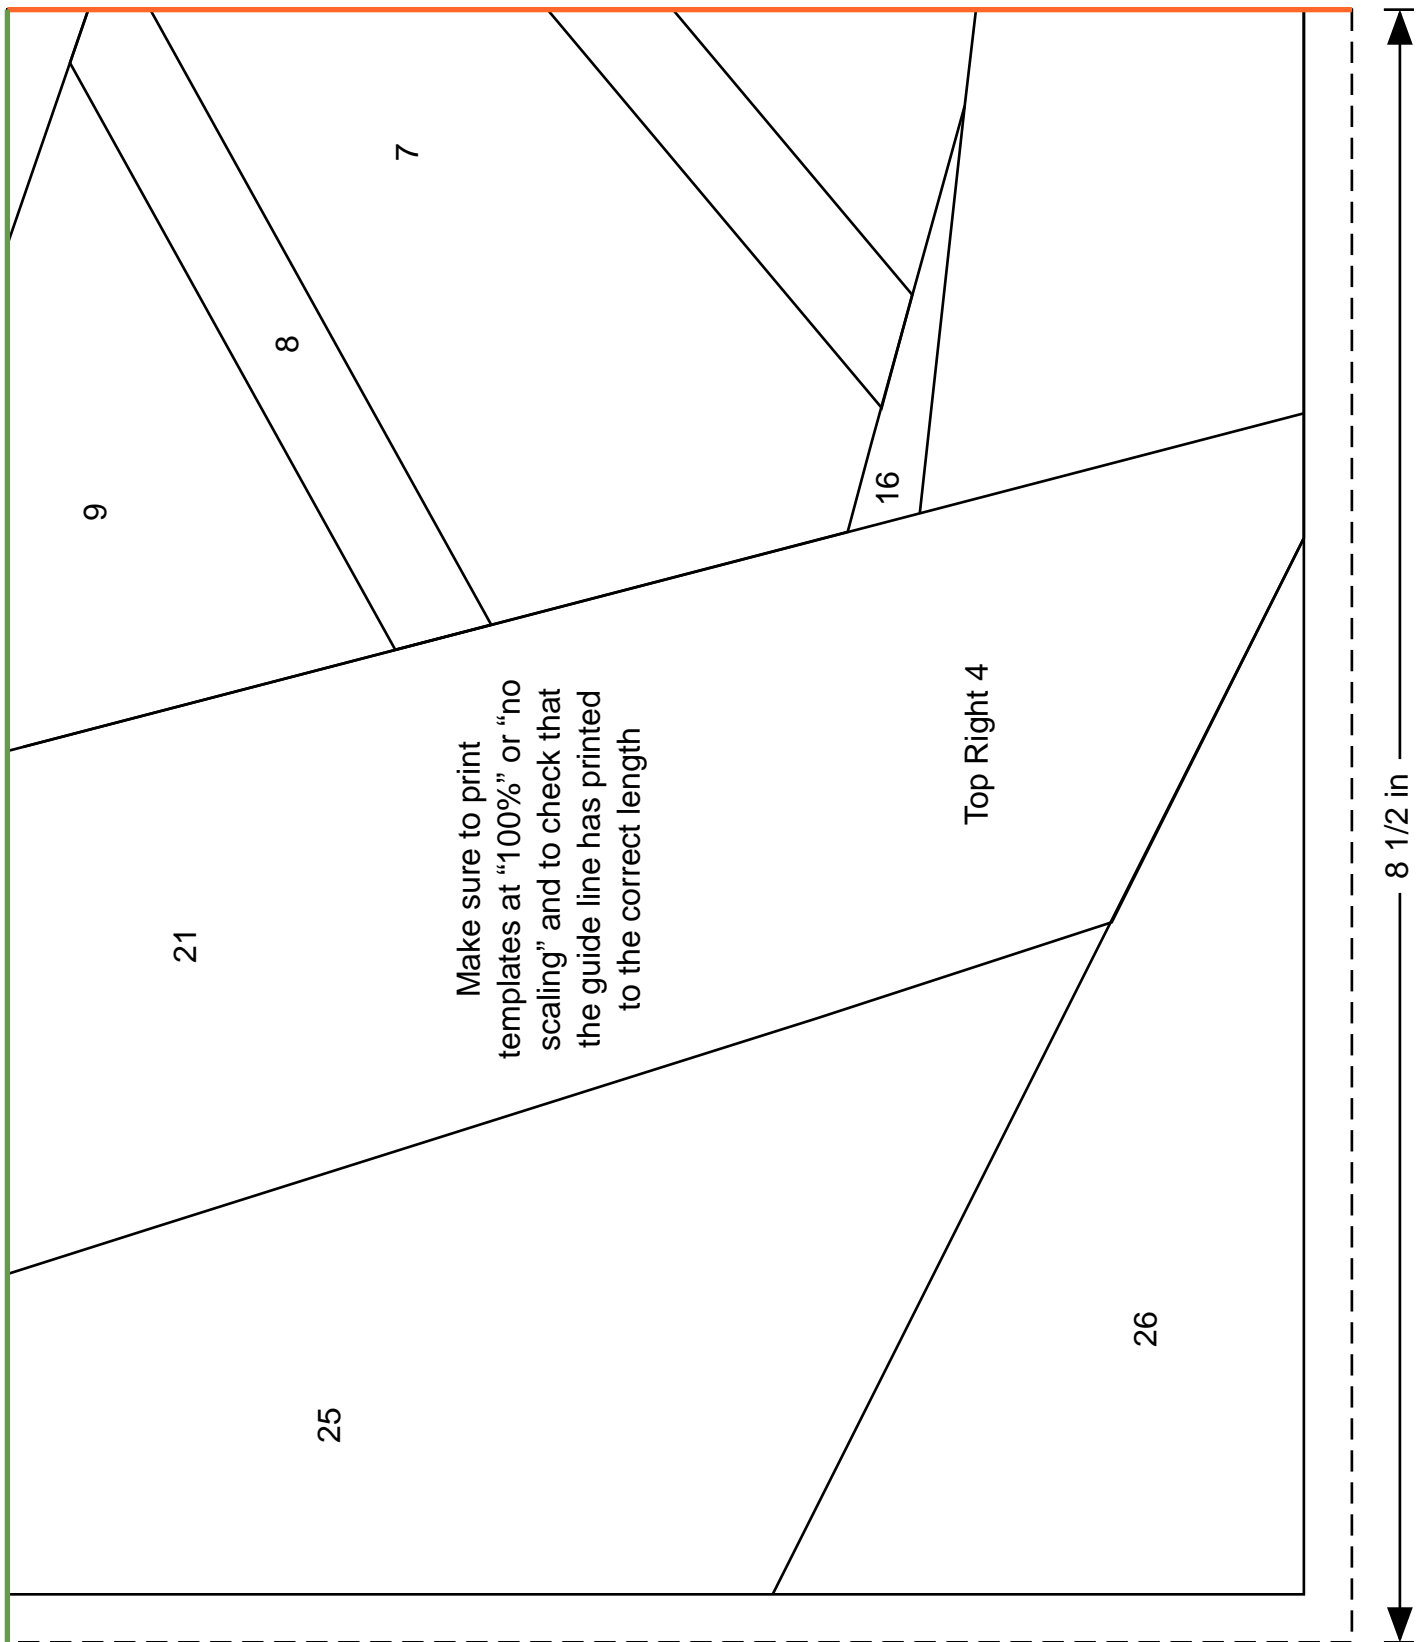 7
8
9
16
Make sure to print
templates at “100%” or “no
scaling” and to check that
the guide line has printed
to the correct length
Top Right 4
21
25
26
8 1/2 in